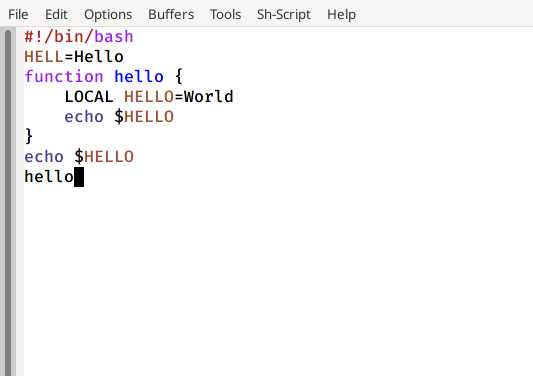 File Edit Options Buffers Tools Sh-Script Help
#!/bin/bash
HELL=Hello
function hello {
    LOCAL HELLO=World
    echo $HELLO
}
echo $HELLO
hello